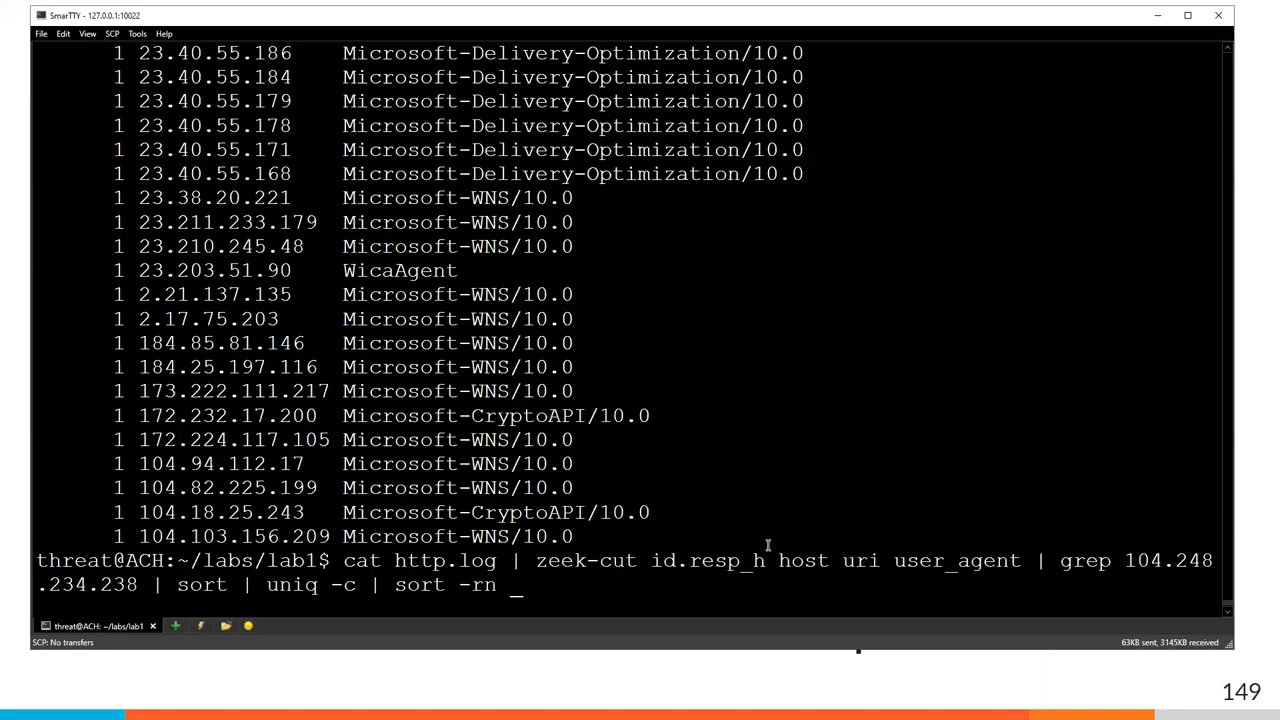 SmarTTY - 127.0.0.1:10022
File Edit View SCP Tools Help
1 23.40.55.186 Microsoft-Delivery-Optimization/10.0
1 23.40.55.184 Microsoft-Delivery-Optimization/10.0
1 23.40.55.179 Microsoft-Delivery-Optimization/10.0
1 23.40.55.178 Microsoft-Delivery-Optimization/10.0
1 23.40.55.171 Microsoft-Delivery-Optimization/10.0
1 23.40.55.168 Microsoft-Delivery-Optimization/10.0
1 23.38.20.221 Microsoft-WNS/10.0
1 23.211.233.179 Microsoft-WNS/10.0
1 23.210.245.48 Microsoft-WNS/10.0
1 23.203.51.90 WicaAgent
1 2.21.137.135 Microsoft-WNS/10.0
1 2.17.75.203 Microsoft-WNS/10.0
1 184.85.81.146 Microsoft-WNS/10.0
1 184.25.197.116 Microsoft-WNS/10.0
1 173.222.111.217 Microsoft-WNS/10.0
1 172.232.17.200 Microsoft-CryptoAPI/10.0
1 172.224.117.105 Microsoft-WNS/10.0
1 104.94.112.17 Microsoft-WNS/10.0
1 104.82.225.199 Microsoft-WNS/10.0
1 104.18.25.243 Microsoft-CryptoAPI/10.0
1 104.103.156.209 Microsoft-WNS/10.0
threat@ACH:~/labs/lab1$ cat http.log | zeek-cut id.resp_h host uri user_agent | grep 104.248
.234.238 | sort | uniq -c | sort -rn _
threat@ACH: ~/labs/lab1
SCP: No transfers
63KB sent, 3145KB received
149